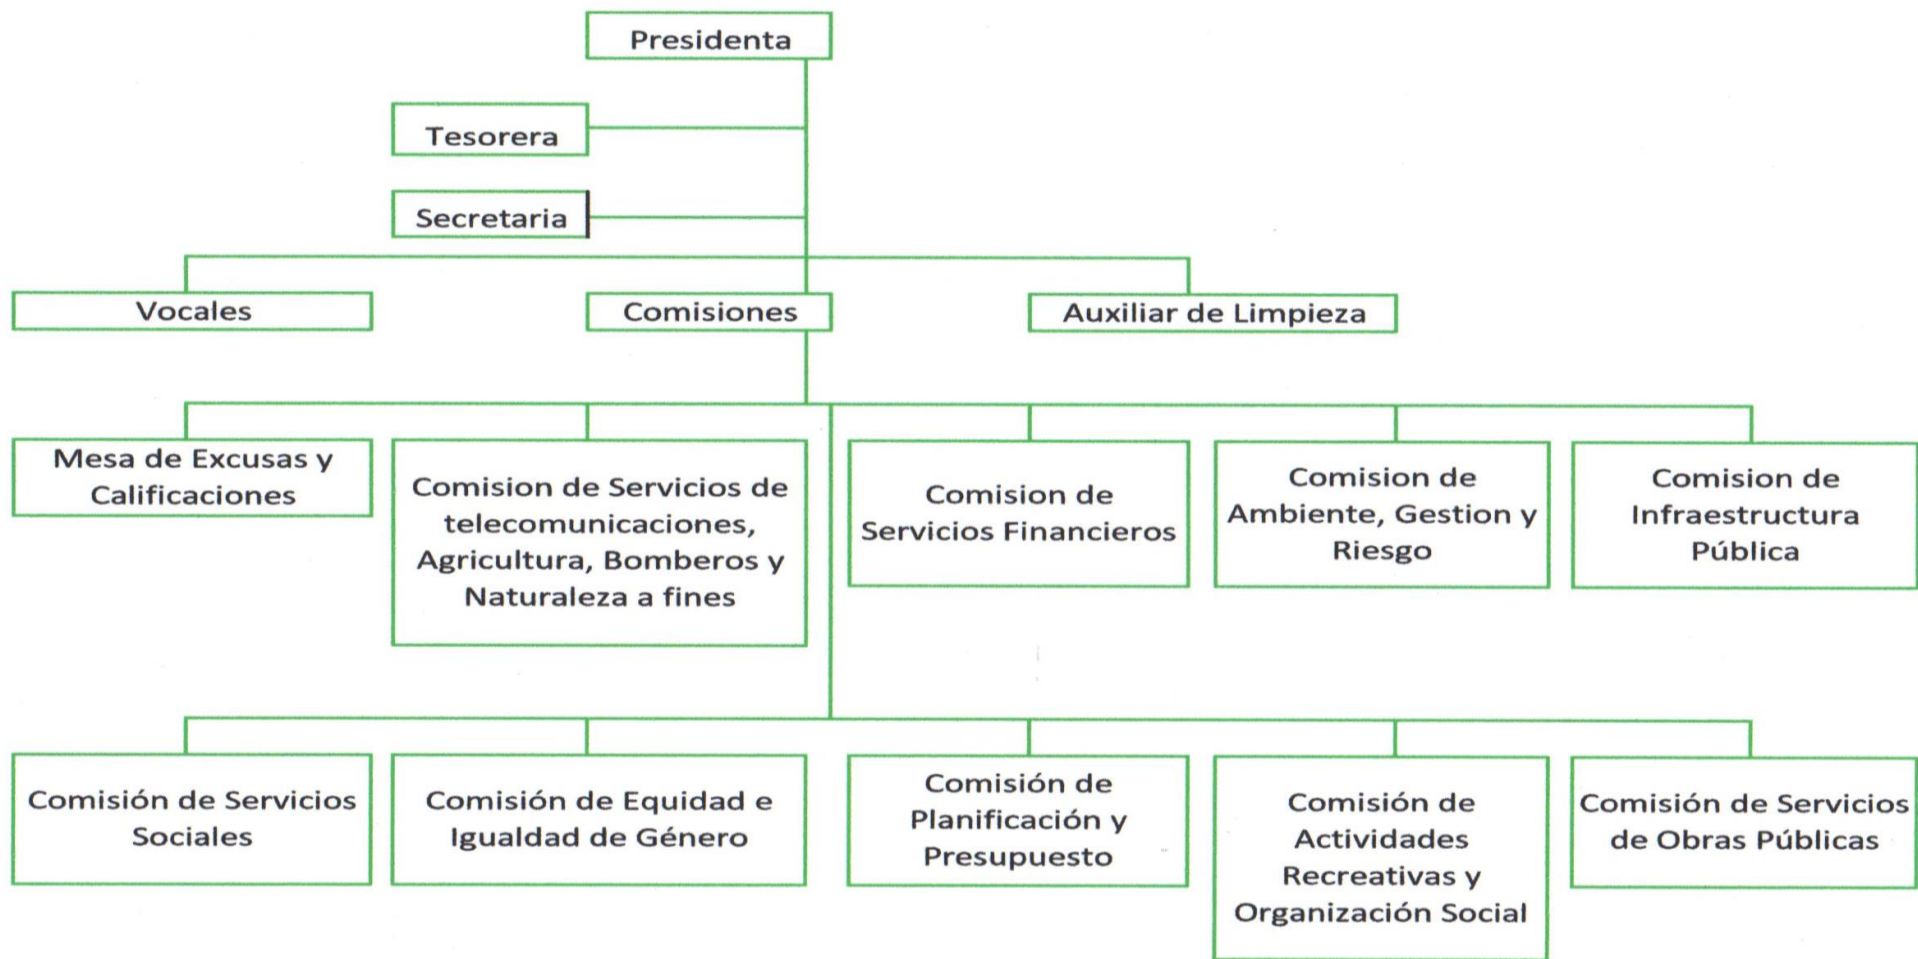 Presidenta
Tesorera
Secretaria
Vocales
Comisiones
Auxiliar de Limpieza
Mesa de Excusas y
Calificaciones
Comision de Servicios de
telecomunicaciones,
Agricultura, Bomberos y
Naturaleza a fines
Comision de
Servicios Financieros
Comision de
Ambiente, Gestion y
Riesgo
Comision de
Infraestructura
Pública
Comisión de Servicios
Sociales
Comisión de Equidad e
Igualdad de Género
Comisión de
Planificación y
Presupuesto
Comisión de
Actividades
Recreativas y
Organización Social
Comisión de Servicios
de Obras Públicas